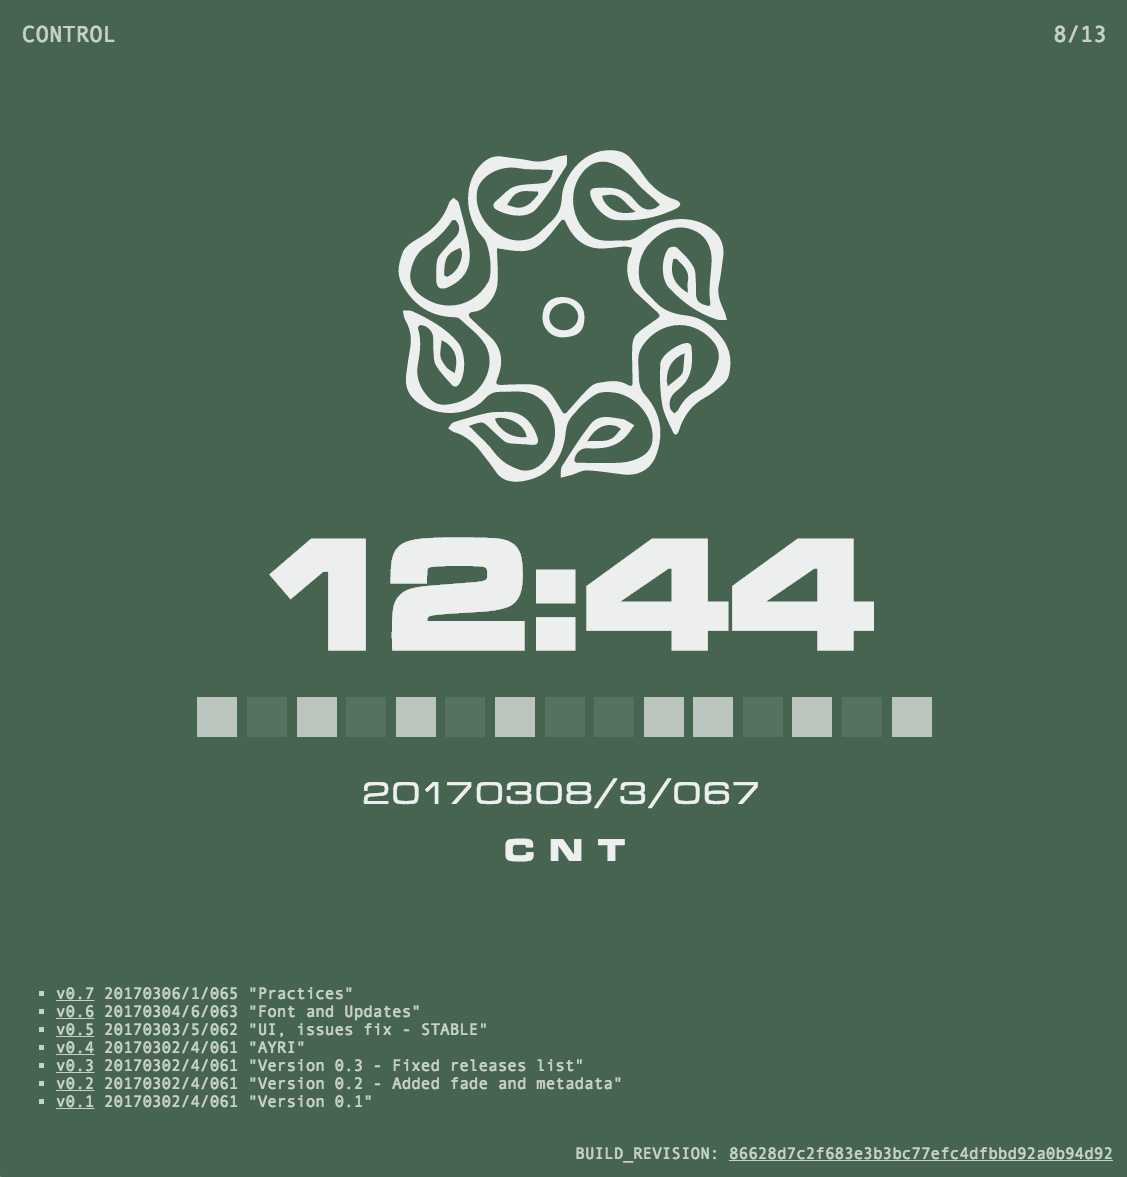 CONTROL
8/13
12:44
20170308/3/067
CNT
v0.7 20170306/1/065 "Practices"
v0.6 20170304/6/063 "Font and Updates"
v0.5 20170303/5/062 "UI, issues fix - STABLE"
v0.4 20170302/4/061 "AYRI"
v0.3 20170302/4/061 "Version 0.3 - Fixed releases list"
v0.2 20170302/4/061 "Version 0.2 - Added fade and metadata"
v0.1 20170302/4/061 "Version 0.1"
BUILD_REVISION: 86628d7c2f683e3b3bc77efc4dfbbd92a0b94d92